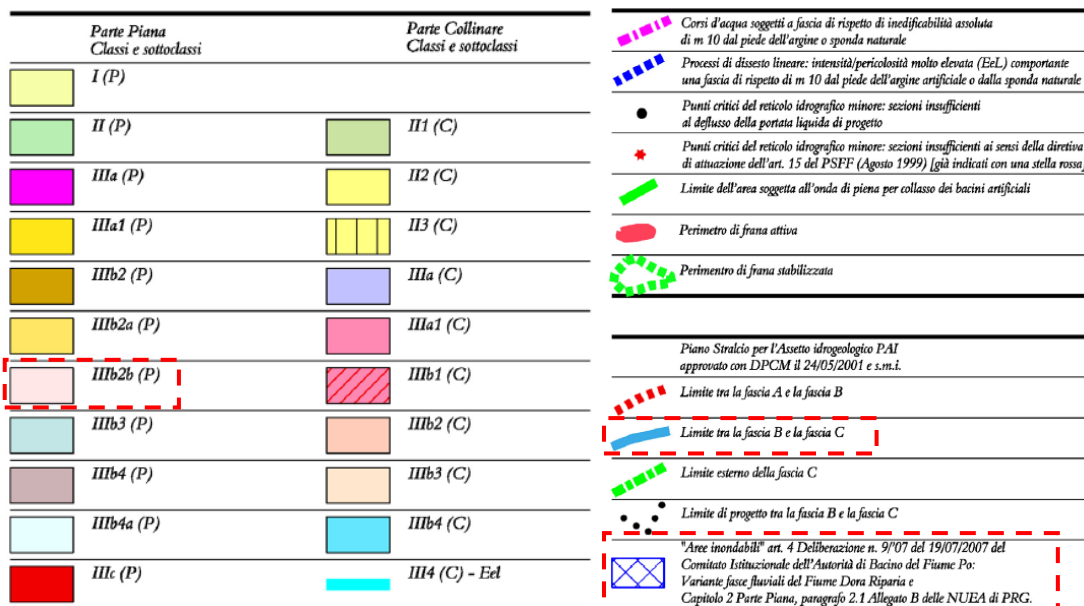 Parte Piana
Classi e sottoclassi
Parte Collinare
Classi e sottoclassi
I (P)
II (P)
II1 (C)
IIIa (P)
II2 (C)
IIIa1 (P)
II3 (C)
IIIb2 (P)
IIIa (C)
IIIb2a (P)
IIIa1 (C)
IIIb2b (P)
IIIb1 (C)
IIIb3 (P)
IIIb2 (C)
IIIb4 (P)
IIIb3 (C)
IIIb4a (P)
IIIb4 (C)
IIIc (P)
III4 (C) - Eel
Corsi d'acqua soggetti a fascia di rispetto di inedificabilità assoluta
di m 10 dal piede dell'argine o sponda naturale
Processi di dissesto lineare: intensità/pericolosità molto elevata (EeL) comportante
una fascia di rispetto di m 10 dal piede dell'argine artificiale o dalla sponda naturale
Punti critici del reticolo idrografico minore: sezioni insufficienti
al deflusso della portata liquida di progetto
Punti critici del reticolo idrografico minore: sezioni insufficienti ai sensi della diretiva
di attuazione dell'art. 15 del PSFF (Agosto 1999) [già indicati con una stella rossa]
Limite dell'area soggetta all'onda di piena per collasso dei bacini artificiali
Perimetro di frana attiva
Perimentro di frana stabilizzata
Piano Stralcio per l'Assetto idrogeologico PAI
approvato con DPCM il 24/05/2001 e s.m.i.
Limite tra la fascia A e la fascia B
Limite tra la fascia B e la fascia C
Limite esterno della fascia C
Limite di progetto tra la fascia B e la fascia C
"Aree inondabili" art. 4 Deliberazione n. 9/'07 del 19/07/2007 del
Comitato Istituzionale dell'Autorità di Bacino del Fiume Po:
Variante fasce fluviali del Fiume Dora Riparia e
Capitolo 2 Parte Piana, paragrafo 2.1 Allegato B delle NUEA di PRG.